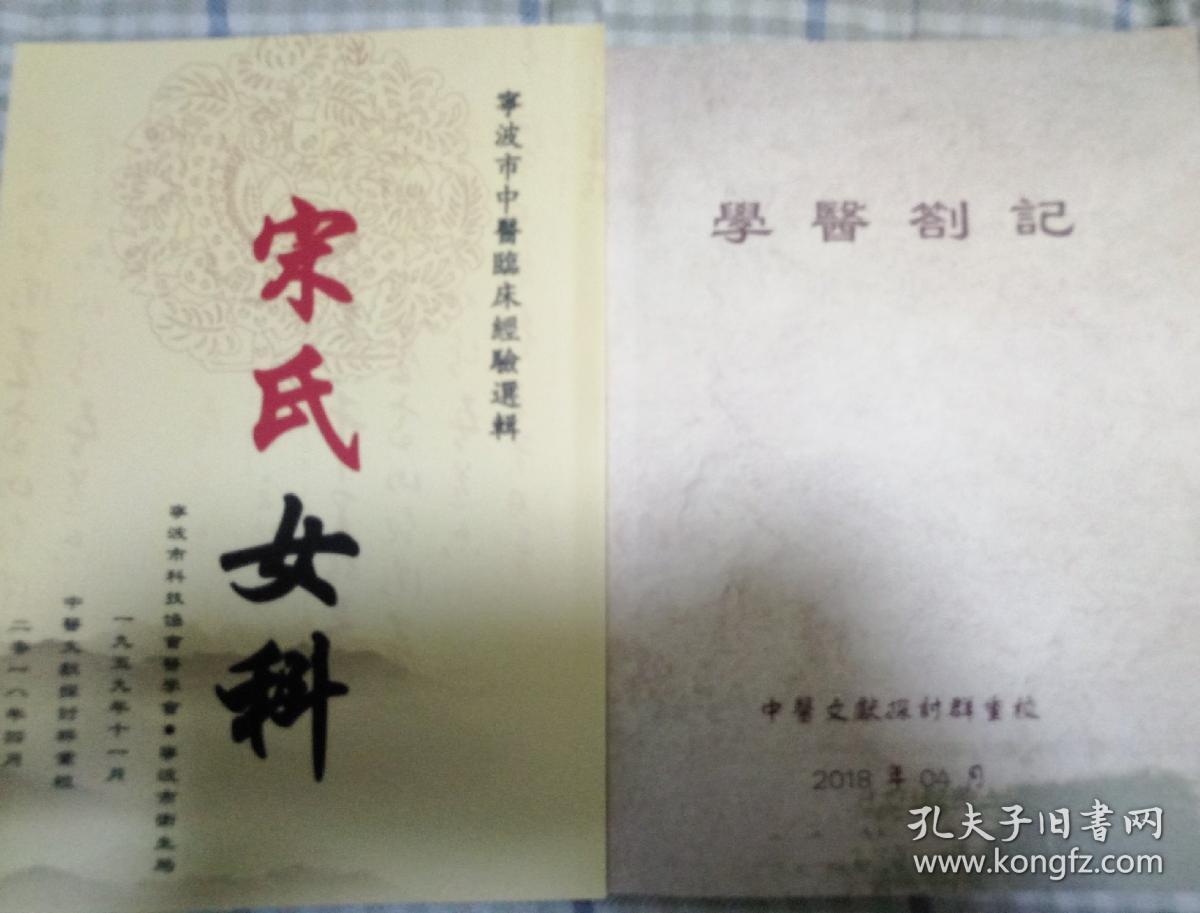 寧波市中醫臨床經驗選輯
宋氏女科
寧波市科技協會醫學會●寧波市衛生局
一九五九年十一月
中醫文獻探討群重校
二零一八年四月
學醫劄記
中醫文獻探討群重校
2018年04月
孔夫子旧書网
www.kongfz.com